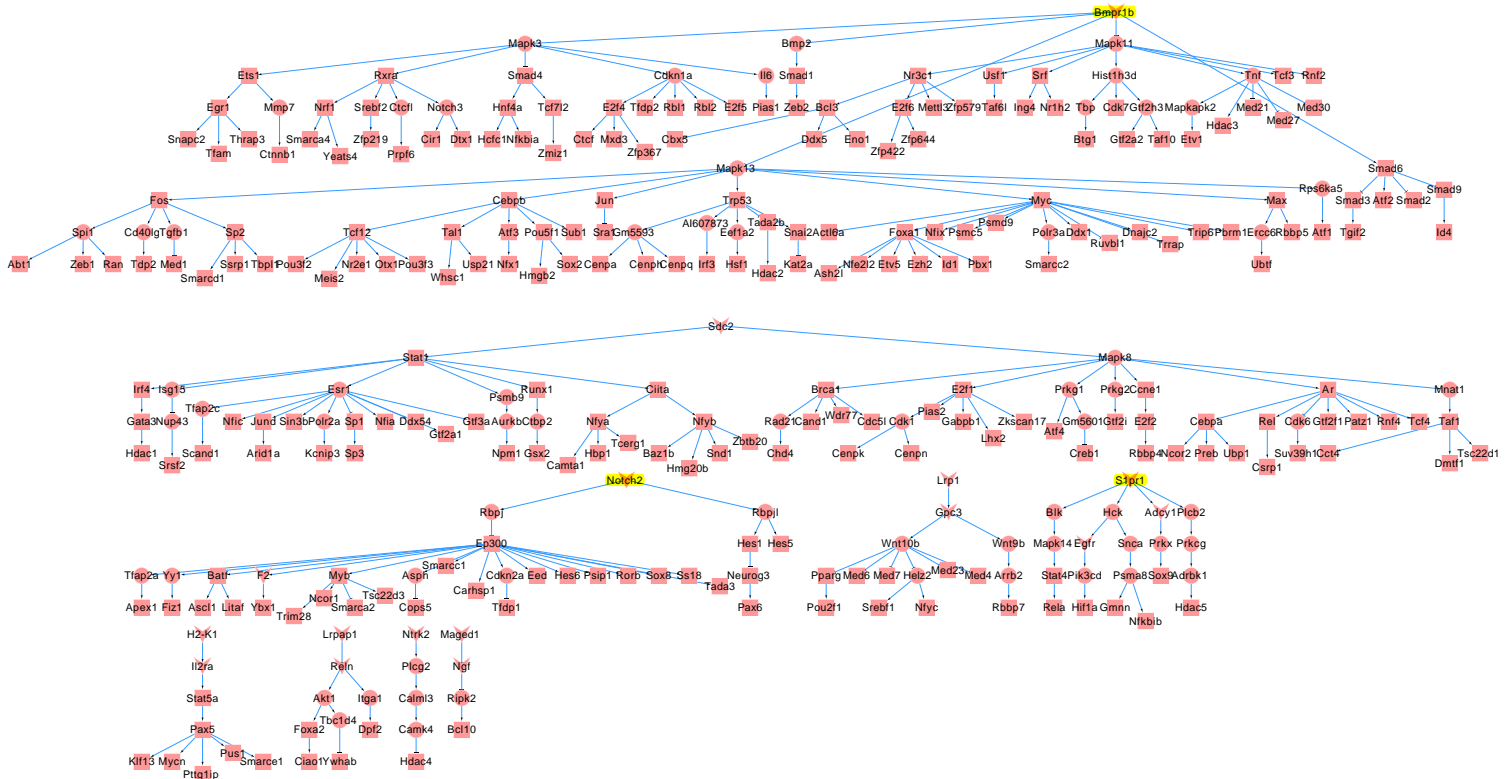 Bmpr1b
Mapk3 Bmp2 Mapk11
Ets1 Rxra Smad4 Cdkn1a Il6 Smad1 Nr3c1 Usf1 Srf Hist1h3d Tnf Tcf3 Rnf2
Egr1 Mmp7 Nrf1 Srebf2 Ctcfl Notch3 Hnf4a Tcf7l2 E2f4 Tfdp2 Rbl1 Rbl2 E2f5 Pias1 Zeb2 Bcl3 E2f6 Mettl3 Zfp579 Taf6l Ing4 Nr1h2 Tbp Cdk7 Gtf2h3 Mapkapk2 Hdac3 Med21 Med27 Med30
Snapc2 Tfam Thrap3 Ctnnb1 Smarca4 Yeats4 Zfp219 Prpf6 Cir1 Dtx1 Hcfc1 Nfkbia Zmiz1 Ctcf Mxd3 Zfp367 Cbx5 Ddx5 Eno1 Zfp422 Zfp644 Btg1 Gtf2a2 Taf10 Etv1
Mapk13 Smad6
Fos Cebpb Jun Trp53 Myc Max Rps6ka5 Smad3 Atf2 Smad2 Smad9
Spi1 Cd40lg Tgfb1 Sp2 Tcf12 Tal1 Atf3 Pou5f1 Sub1 Sra1 Gm5593 AI607873 Eef1a2 Tada2b Snai2 Actl6a Foxa1 Nfix Psmc5 Psmd9 Polr3a Ddx1 Ruvbl1 Dnajc2 Trrap Trip6 Pbrm1 Ercc6 Rbbp5 Atf1 Tgif2 Id4
Abt1 Zeb1 Ran Tdp2 Med1 Smarcd1 Ssrp1 Tbpl1 Pou3f2 Meis2 Nr2e1 Otx1 Pou3f3 Whsc1 Usp21 Nfx1 Hmgb2 Sox2 Cenpa Cenph Cenpq Irf3 Hsf1 Hdac2 Kat2a Ash2l Nfe2l2 Etv5 Ezh2 Id1 Pbx1 Smarcc2 Ubtf
Sdc2
Stat1 Mapk8
Irf4 Isg15 Esr1 Psmb9 Runx1 Ciita Brca1 E2f1 Prkg1 Prkg2 Ccne1 Ar Mnat1
Gata3 Nup43 Tfap2c Nfic Jund Sin3b Polr2a Sp1 Nfia Ddx54 Gtf2a1 Gtf3a Aurkb Ctbp2 Nfya Nfyb Zbtb20 Rad21 Cand1 Wdr77 Cdc5l Cdk1 Pias2 Gabpb1 Lhx2 Zkscan17 Atf4 Gm5601 Gtf2i E2f2 Cebpa Rel Cdk6 Gtf2f1 Patz1 Rnf4 Tcf4 Taf1
Hdac1 Srsf2 Scand1 Arid1a Kcnip3 Sp3 Npm1 Gsx2 Camta1 Hbp1 Tcerg1 Baz1b Hmg20b Snd1 Chd4 Cenpk Cenpn Creb1 Rbbp4 Ncor2 Preb Ubp1 Csrp1 Suv39h1 Cct4 Dmtf1 Tsc22d1
Notch2 Lrp1 S1pr1
Rbpj Rbpjl Gpc3 Blk Hck Adcy1 Plcb2
Ep300 Hes1 Hes5 Wnt10b Wnt9b Mapk14 Egfr Snca Prkx Prkcg
Tfap2a Yy1 Batf F2 Myb Aspn Smarcc1 Carhsp1 Cdkn2a Eed Hes6 Psip1 Rorb Sox8 Ss18 Tada3 Neurog3 Pparg Med6 Med7 Helz2 Med23 Med4 Arrb2 Stat4 Pik3cd Psma8 Sox9 Adrbk1
Apex1 Fiz1 Ascl1 Litaf Ybx1 Trim28 Ncor1 Smarca2 Tsc22d3 Cops5 Tfdp1 Pax6 Pou2f1 Srebf1 Nfyc Rbbp7 Rela Hif1a Gmnn Nfkbib Hdac5
H2-K1 Lrpap1 Ntrk2 Maged1
Il2ra Reln Plcg2 Ngf
Stat5a Akt1 Itga1 Calml3 Ripk2
Pax5 Foxa2 Tbc1d4 Dpf2 Camk4 Bcl10
Klf13 Mycn Pttg1ip Pus1 Smarce1 Ciao1 Ywhab Hdac4